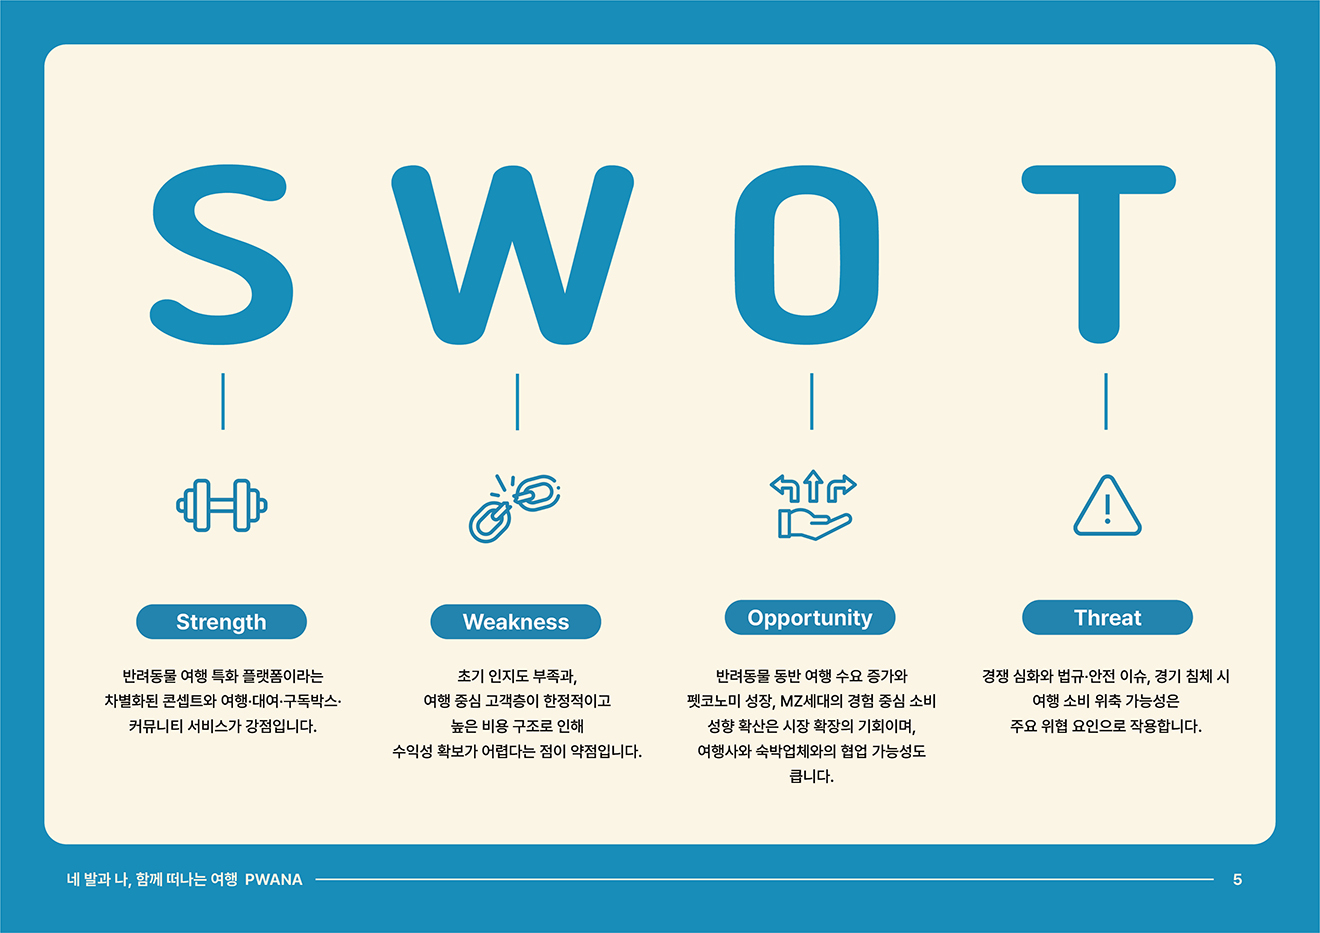 SWOT
Strength
반려동물 여행 특화 플랫폼이라는
차별화된 콘셉트와 여행·대여·구독박스·
커뮤니티 서비스가 강점입니다.
Weakness
초기 인지도 부족과,
여행 중심 고객층이 한정적이고
높은 비용 구조로 인해
수익성 확보가 어렵다는 점이 약점입니다.
Opportunity
반려동물 동반 여행 수요 증가와
펫코노미 성장, MZ세대의 경험 중심 소비
성향 확산은 시장 확장의 기회이며,
여행사와 숙박업체와의 협업 가능성도
큽니다.
Threat
경쟁 심화와 법규·안전 이슈, 경기 침체 시
여행 소비 위축 가능성은
주요 위협 요인으로 작용합니다.
네 발과 나, 함께 떠나는 여행 PWANA
5